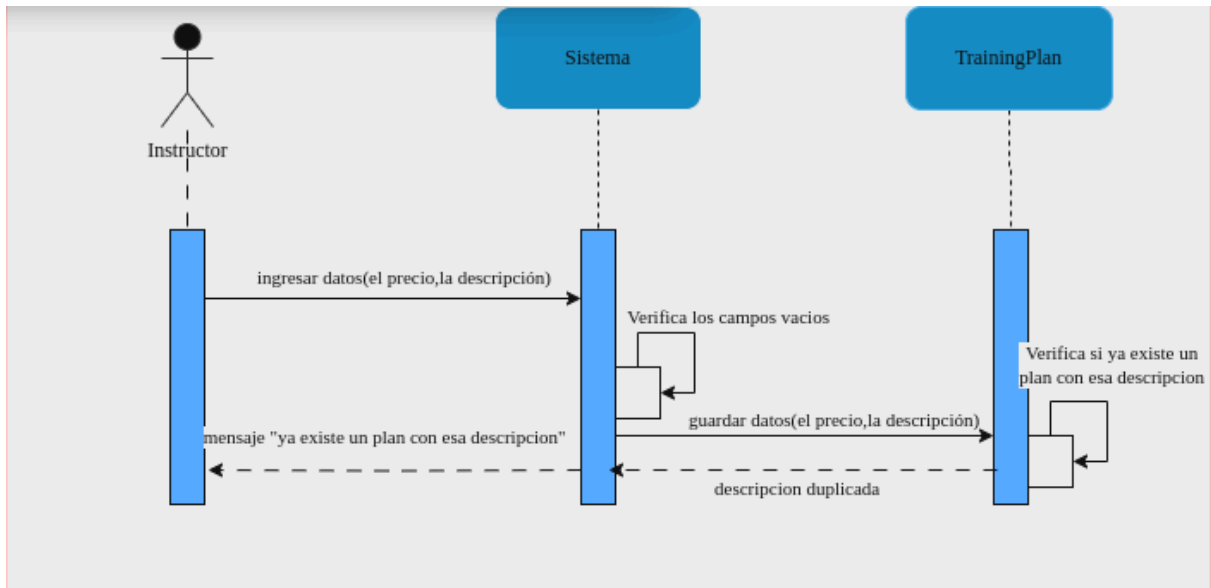 Sistema
TrainingPlan
Instructor
ingresar datos(el precio,la descripción)
Verifica los campos vacios
Verifica si ya existe un
plan con esa descripcion
guardar datos(el precio,la descripción)
mensaje "ya existe un plan con esa descripcion"
descripcion duplicada